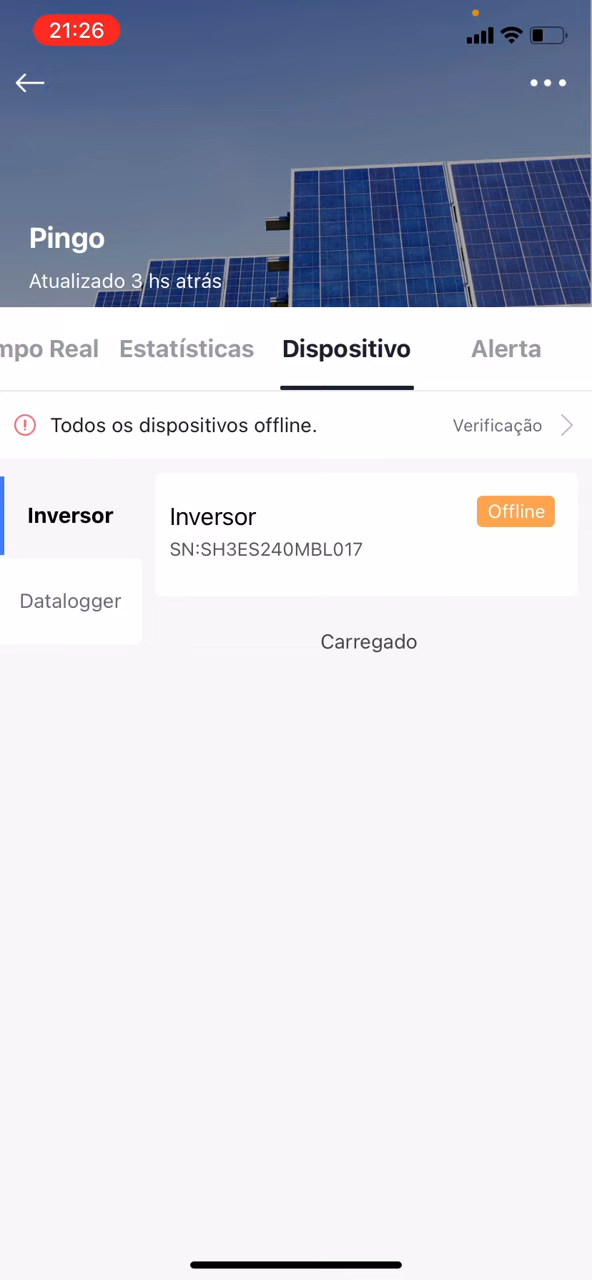 21:26
Pingo
Atualizado 3 hs atrás
mpo Real Estatísticas Dispositivo Alerta
Todos os dispositivos offline. Verificação
Inversor
Inversor Offline
SN:SH3ES240MBL017
Datalogger
Carregado